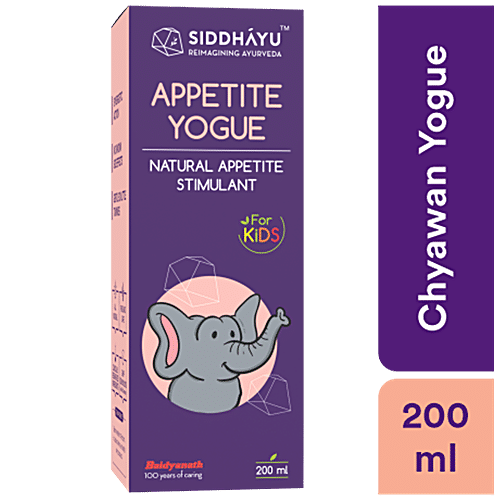 SIDDHÁYU™
REIMAGINING AYURVEDA
APPETITE
YOGUE
NATURAL APPETITE
STIMULANT
For
KiDS
Baidyanath
100 years of caring
200 ml
Chyawan Yogue
200
ml